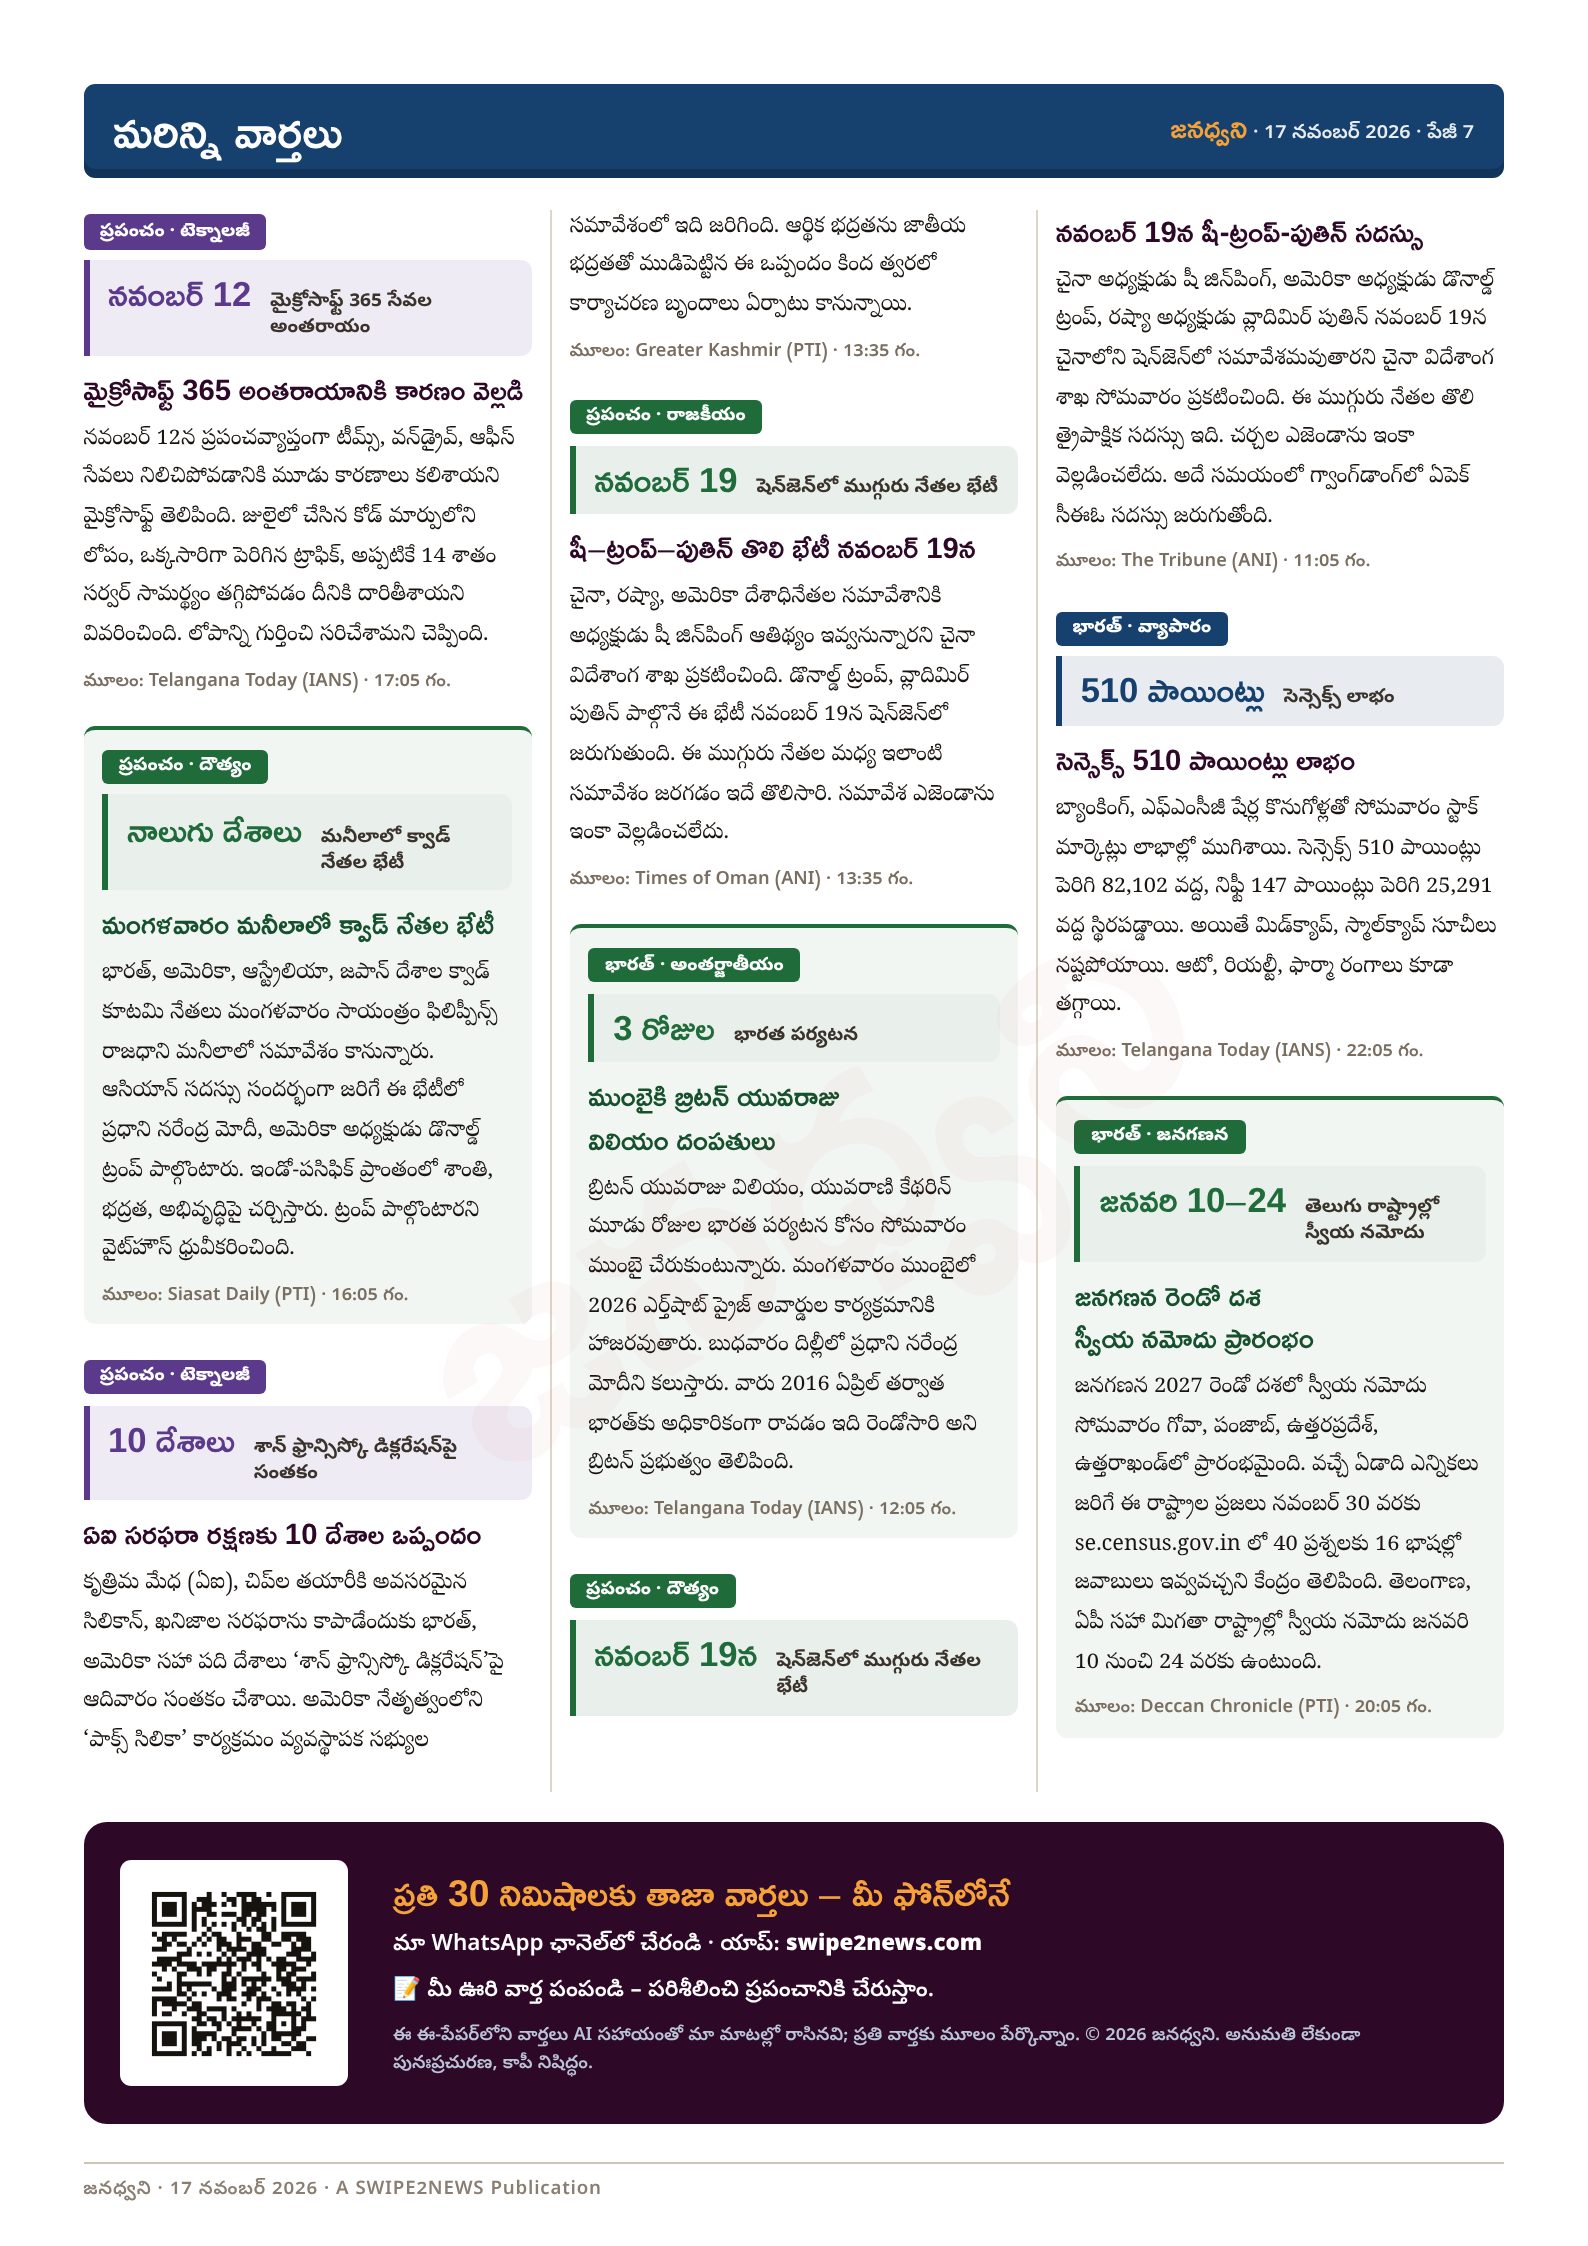 మరిన్ని వార్తలు
జనధ్వని · 17 నవంబర్ 2026 · పేజీ 7
ప్రపంచం · టెక్నాలజీ
నవంబర్ 12 మైక్రోసాఫ్ట్ 365 సేవల
అంతరాయం
మైక్రోసాఫ్ట్ 365 అంతరాయానికి కారణం వెల్లడి
నవంబర్ 12న ప్రపంచవ్యాప్తంగా టీమ్స్, వన్‌డ్రైవ్, ఆఫీస్
సేవలు నిలిచిపోవడానికి మూడు కారణాలు కలిశాయని
మైక్రోసాఫ్ట్ తెలిపింది. జులైలో చేసిన కోడ్ మార్పులోని
లోపం, ఒక్కసారిగా పెరిగిన ట్రాఫిక్, అప్పటికే 14 శాతం
సర్వర్ సామర్థ్యం తగ్గిపోవడం దీనికి దారితీశాయని
వివరించింది. లోపాన్ని గుర్తించి సరిచేశామని చెప్పింది.
మూలం: Telangana Today (IANS) · 17:05 గం.
ప్రపంచం · దౌత్యం
నాలుగు దేశాలు మనీలాలో క్వాడ్
నేతల భేటీ
మంగళవారం మనీలాలో క్వాడ్ నేతల భేటీ
భారత్, అమెరికా, ఆస్ట్రేలియా, జపాన్ దేశాల క్వాడ్
కూటమి నేతలు మంగళవారం సాయంత్రం ఫిలిప్పీన్స్
రాజధాని మనీలాలో సమావేశం కానున్నారు.
ఆసియాన్ సదస్సు సందర్భంగా జరిగే ఈ భేటీలో
ప్రధాని నరేంద్ర మోదీ, అమెరికా అధ్యక్షుడు డొనాల్డ్
ట్రంప్ పాల్గొంటారు. ఇండో-పసిఫిక్ ప్రాంతంలో శాంతి,
భద్రత, అభివృద్ధిపై చర్చిస్తారు. ట్రంప్ పాల్గొంటారని
వైట్‌హౌస్ ధ్రువీకరించింది.
మూలం: Siasat Daily (PTI) · 16:05 గం.
ప్రపంచం · టెక్నాలజీ
10 దేశాలు శాన్ ఫ్రాన్సిస్కో డిక్లరేషన్‌పై
సంతకం
ఏఐ సరఫరా రక్షణకు 10 దేశాల ఒప్పందం
కృత్రిమ మేధ (ఏఐ), చిప్‌ల తయారీకి అవసరమైన
సిలికాన్, ఖనిజాల సరఫరాను కాపాడేందుకు భారత్,
అమెరికా సహా పది దేశాలు ‘శాన్ ఫ్రాన్సిస్కో డిక్లరేషన్’పై
ఆదివారం సంతకం చేశాయి. అమెరికా నేతృత్వంలోని
‘పాక్స్ సిలికా’ కార్యక్రమం వ్యవస్థాపక సభ్యుల
సమావేశంలో ఇది జరిగింది. ఆర్థిక భద్రతను జాతీయ
భద్రతతో ముడిపెట్టిన ఈ ఒప్పందం కింద త్వరలో
కార్యాచరణ బృందాలు ఏర్పాటు కానున్నాయి.
మూలం: Greater Kashmir (PTI) · 13:35 గం.
ప్రపంచం · రాజకీయం
నవంబర్ 19 షెన్‌జెన్‌లో ముగ్గురు నేతల భేటీ
షీ–ట్రంప్–పుతిన్ తొలి భేటీ నవంబర్ 19న
చైనా, రష్యా, అమెరికా దేశాధినేతల సమావేశానికి
అధ్యక్షుడు షీ జిన్‌పింగ్ ఆతిథ్యం ఇవ్వనున్నారని చైనా
విదేశాంగ శాఖ ప్రకటించింది. డొనాల్డ్ ట్రంప్, వ్లాదిమిర్
పుతిన్ పాల్గొనే ఈ భేటీ నవంబర్ 19న షెన్‌జెన్‌లో
జరుగుతుంది. ఈ ముగ్గురు నేతల మధ్య ఇలాంటి
సమావేశం జరగడం ఇదే తొలిసారి. సమావేశ ఎజెండాను
ఇంకా వెల్లడించలేదు.
మూలం: Times of Oman (ANI) · 13:35 గం.
భారత్ · అంతర్జాతీయం
3 రోజుల భారత పర్యటన
ముంబైకి బ్రిటన్ యువరాజు
విలియం దంపతులు
బ్రిటన్ యువరాజు విలియం, యువరాణి కేథరిన్
మూడు రోజుల భారత పర్యటన కోసం సోమవారం
ముంబై చేరుకుంటున్నారు. మంగళవారం ముంబైలో
2026 ఎర్త్‌షాట్ ప్రైజ్ అవార్డుల కార్యక్రమానికి
హాజరవుతారు. బుధవారం దిల్లీలో ప్రధాని నరేంద్ర
మోదీని కలుస్తారు. వారు 2016 ఏప్రిల్ తర్వాత
భారత్‌కు అధికారికంగా రావడం ఇది రెండోసారి అని
బ్రిటన్ ప్రభుత్వం తెలిపింది.
మూలం: Telangana Today (IANS) · 12:05 గం.
ప్రపంచం · దౌత్యం
నవంబర్ 19న షెన్‌జెన్‌లో ముగ్గురు నేతల
భేటీ
నవంబర్ 19న షీ-ట్రంప్-పుతిన్ సదస్సు
చైనా అధ్యక్షుడు షీ జిన్‌పింగ్, అమెరికా అధ్యక్షుడు డొనాల్డ్
ట్రంప్, రష్యా అధ్యక్షుడు వ్లాదిమిర్ పుతిన్ నవంబర్ 19న
చైనాలోని షెన్‌జెన్‌లో సమావేశమవుతారని చైనా విదేశాంగ
శాఖ సోమవారం ప్రకటించింది. ఈ ముగ్గురు నేతల తొలి
త్రైపాక్షిక సదస్సు ఇది. చర్చల ఎజెండాను ఇంకా
వెల్లడించలేదు. అదే సమయంలో గ్వాంగ్‌డాంగ్‌లో ఏపెక్
సీఈఓ సదస్సు జరుగుతోంది.
మూలం: The Tribune (ANI) · 11:05 గం.
భారత్ · వ్యాపారం
510 పాయింట్లు సెన్సెక్స్ లాభం
సెన్సెక్స్ 510 పాయింట్లు లాభం
బ్యాంకింగ్, ఎఫ్ఎంసీజీ షేర్ల కొనుగోళ్లతో సోమవారం స్టాక్
మార్కెట్లు లాభాల్లో ముగిశాయి. సెన్సెక్స్ 510 పాయింట్లు
పెరిగి 82,102 వద్ద, నిఫ్టీ 147 పాయింట్లు పెరిగి 25,291
వద్ద స్థిరపడ్డాయి. అయితే మిడ్‌క్యాప్, స్మాల్‌క్యాప్ సూచీలు
నష్టపోయాయి. ఆటో, రియల్టీ, ఫార్మా రంగాలు కూడా
తగ్గాయి.
మూలం: Telangana Today (IANS) · 22:05 గం.
భారత్ · జనగణన
జనవరి 10–24 తెలుగు రాష్ట్రాల్లో
స్వీయ నమోదు
జనగణన రెండో దశ
స్వీయ నమోదు ప్రారంభం
జనగణన 2027 రెండో దశలో స్వీయ నమోదు
సోమవారం గోవా, పంజాబ్, ఉత్తరప్రదేశ్,
ఉత్తరాఖండ్‌లో ప్రారంభమైంది. వచ్చే ఏడాది ఎన్నికలు
జరిగే ఈ రాష్ట్రాల ప్రజలు నవంబర్ 30 వరకు
se.census.gov.in లో 40 ప్రశ్నలకు 16 భాషల్లో
జవాబులు ఇవ్వవచ్చని కేంద్రం తెలిపింది. తెలంగాణ,
ఏపీ సహా మిగతా రాష్ట్రాల్లో స్వీయ నమోదు జనవరి
10 నుంచి 24 వరకు ఉంటుంది.
మూలం: Deccan Chronicle (PTI) · 20:05 గం.
జనధ్వని
ప్రతి 30 నిమిషాలకు తాజా వార్తలు – మీ ఫోన్‌లోనే
మా WhatsApp ఛానెల్‌లో చేరండి · యాప్: swipe2news.com
📝 మీ ఊరి వార్త పంపండి – పరిశీలించి ప్రపంచానికి చేరుస్తాం.
ఈ ఈ-పేపర్‌లోని వార్తలు AI సహాయంతో మా మాటల్లో రాసినవి; ప్రతి వార్తకు మూలం పేర్కొన్నాం. © 2026 జనధ్వని. అనుమతి లేకుండా
పునఃప్రచురణ, కాపీ నిషిద్ధం.
జనధ్వని · 17 నవంబర్ 2026 · A SWIPE2NEWS Publication